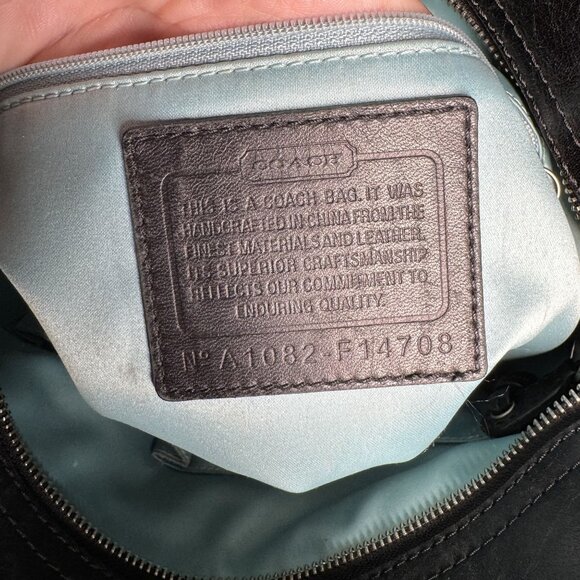 COACH
THIS IS A COACH BAG. IT WAS
HANDCRAFTED IN CHINA FROM THE
FINEST MATERIALS AND LEATHER.
ITS SUPERIOR CRAFTSMANSHIP
REFLECTS OUR COMMITMENT TO
ENDURING QUALITY.
Nº A1082-F14708